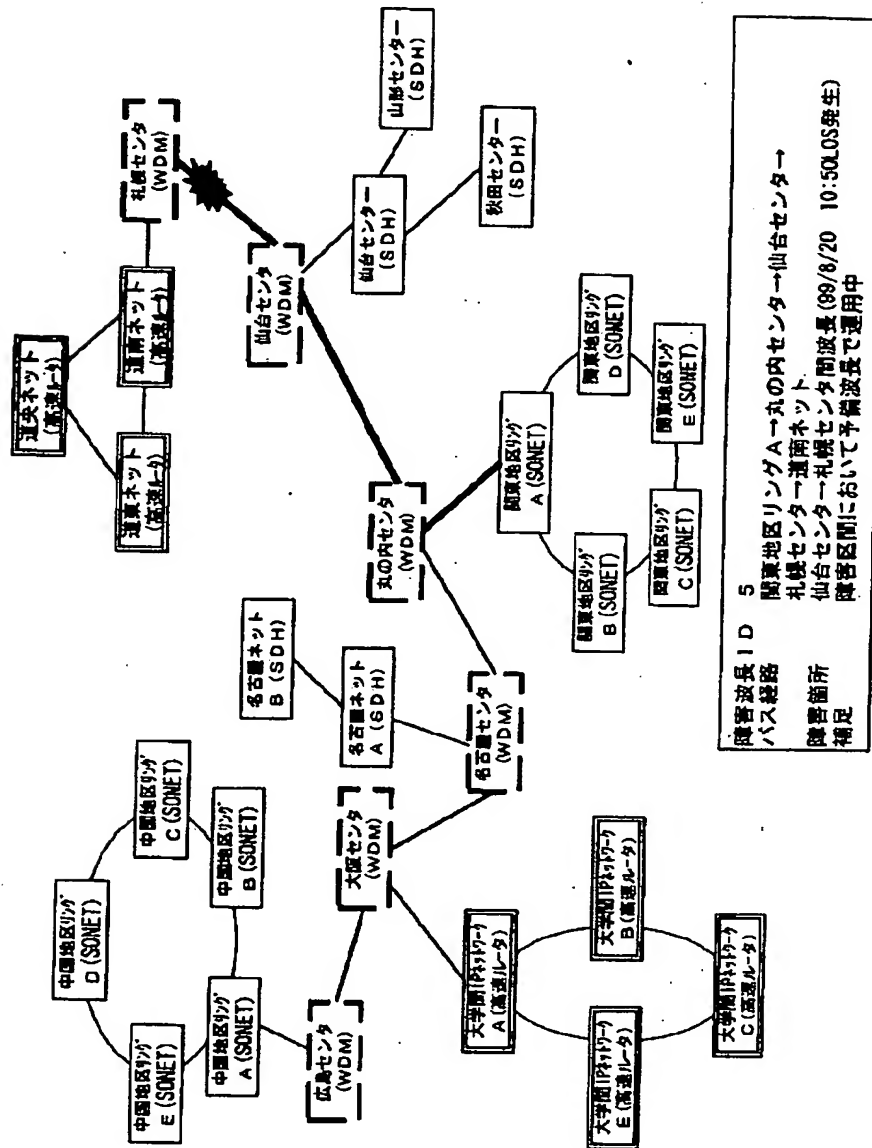 道央ネット
(高速ルータ)
道東ネット
(高速ルータ)
道南ネット
(高速ルータ)
札幌センタ
(WDM)
仙台センタ
(WDM)
仙台センター
(SDH)
山形センター
(SDH)
秋田センター
(SDH)
丸の内センタ
(WDM)
関東地区リング
A(SONET)
関東地区リング
B(SONET)
関東地区リング
C(SONET)
関東地区リング
D(SONET)
関東地区リング
E(SONET)
名古屋ネット
B(SDH)
名古屋ネット
A(SDH)
名古屋センタ
(WDM)
大阪センタ
(WDM)
広島センタ
(WDM)
中国地区リング
A(SONET)
中国地区リング
B(SONET)
中国地区リング
C(SONET)
中国地区リング
D(SONET)
中国地区リング
E(SONET)
大学間IPネットワーク
A(高速ルータ)
大学間IPネットワーク
B(高速ルータ)
大学間IPネットワーク
C(高速ルータ)
大学間IPネットワーク
E(高速ルータ)
障害波長ID 5
パス経路 関東地区リングA→丸の内センター→仙台センター→
札幌センター→道南ネット
障害箇所 仙台センター→札幌センタ間波長(99/8/20 10:50LOS発生)
補足 障害区間において予備波長で運用中